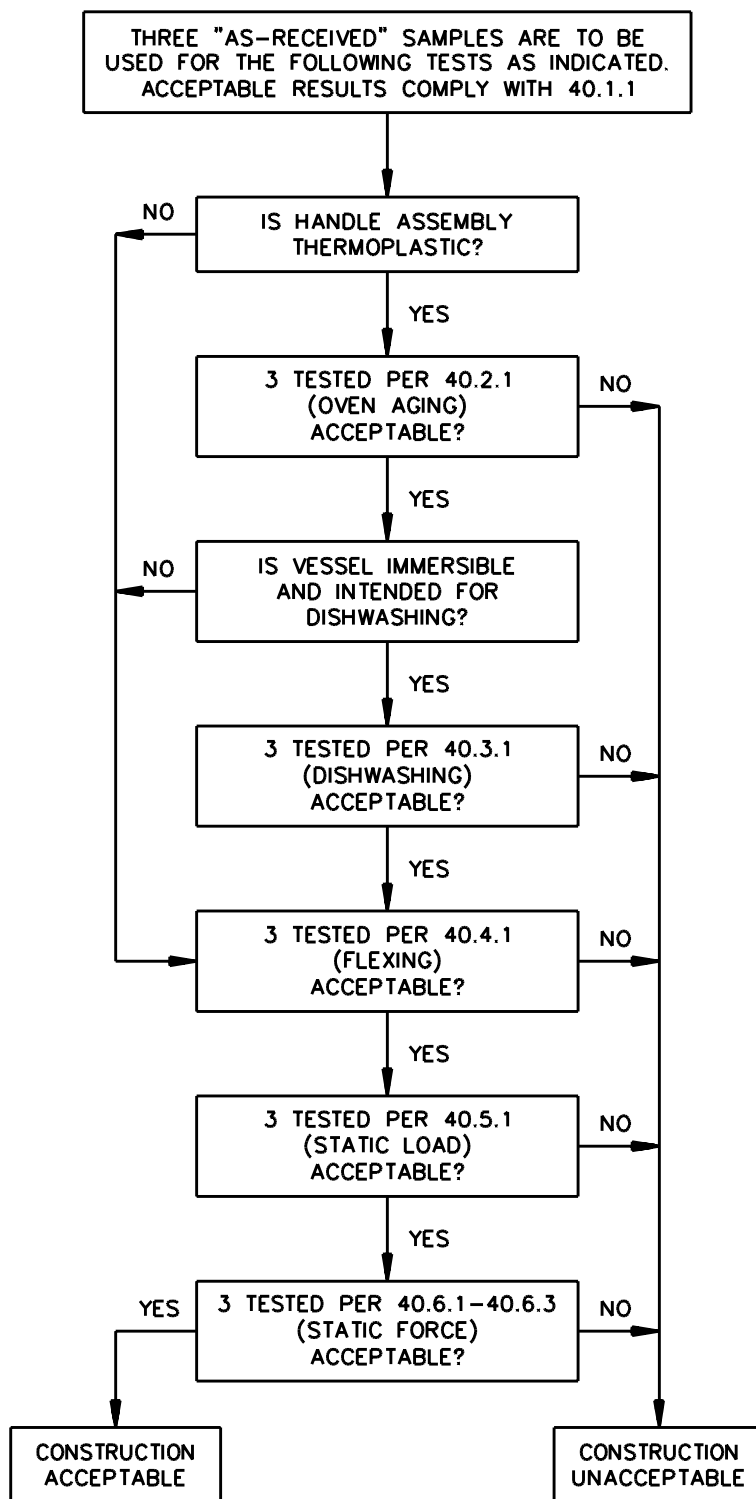 THREE "AS-RECEIVED" SAMPLES ARE TO BE
USED FOR THE FOLLOWING TESTS AS INDICATED.
ACCEPTABLE RESULTS COMPLY WITH 40.1.1
NO
IS HANDLE ASSEMBLY
THERMOPLASTIC?
YES
3 TESTED PER 40.2.1
(OVEN AGING)
ACCEPTABLE?
NO
YES
NO
IS VESSEL IMMERSIBLE
AND INTENDED FOR
DISHWASHING?
YES
3 TESTED PER 40.3.1
(DISHWASHING)
ACCEPTABLE?
NO
YES
3 TESTED PER 40.4.1
(FLEXING)
ACCEPTABLE?
NO
YES
3 TESTED PER 40.5.1
(STATIC LOAD)
ACCEPTABLE?
NO
YES
YES
3 TESTED PER 40.6.1-40.6.3
(STATIC FORCE)
ACCEPTABLE?
NO
CONSTRUCTION
ACCEPTABLE
CONSTRUCTION
UNACCEPTABLE